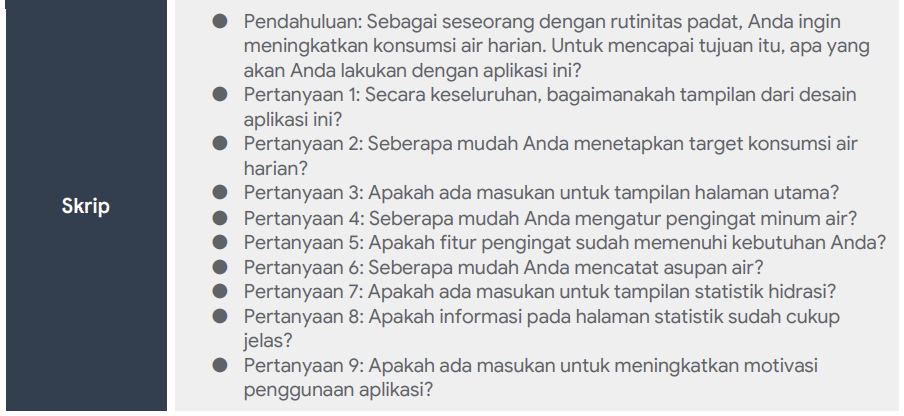 Skrip
● Pendahuluan: Sebagai seseorang dengan rutinitas padat, Anda ingin
meningkatkan konsumsi air harian. Untuk mencapai tujuan itu, apa yang
akan Anda lakukan dengan aplikasi ini?
● Pertanyaan 1: Secara keseluruhan, bagaimanakah tampilan dari desain
aplikasi ini?
● Pertanyaan 2: Seberapa mudah Anda menetapkan target konsumsi air
harian?
● Pertanyaan 3: Apakah ada masukan untuk tampilan halaman utama?
● Pertanyaan 4: Seberapa mudah Anda mengatur pengingat minum air?
● Pertanyaan 5: Apakah fitur pengingat sudah memenuhi kebutuhan Anda?
● Pertanyaan 6: Seberapa mudah Anda mencatat asupan air?
● Pertanyaan 7: Apakah ada masukan untuk tampilan statistik hidrasi?
● Pertanyaan 8: Apakah informasi pada halaman statistik sudah cukup
jelas?
● Pertanyaan 9: Apakah ada masukan untuk meningkatkan motivasi
penggunaan aplikasi?